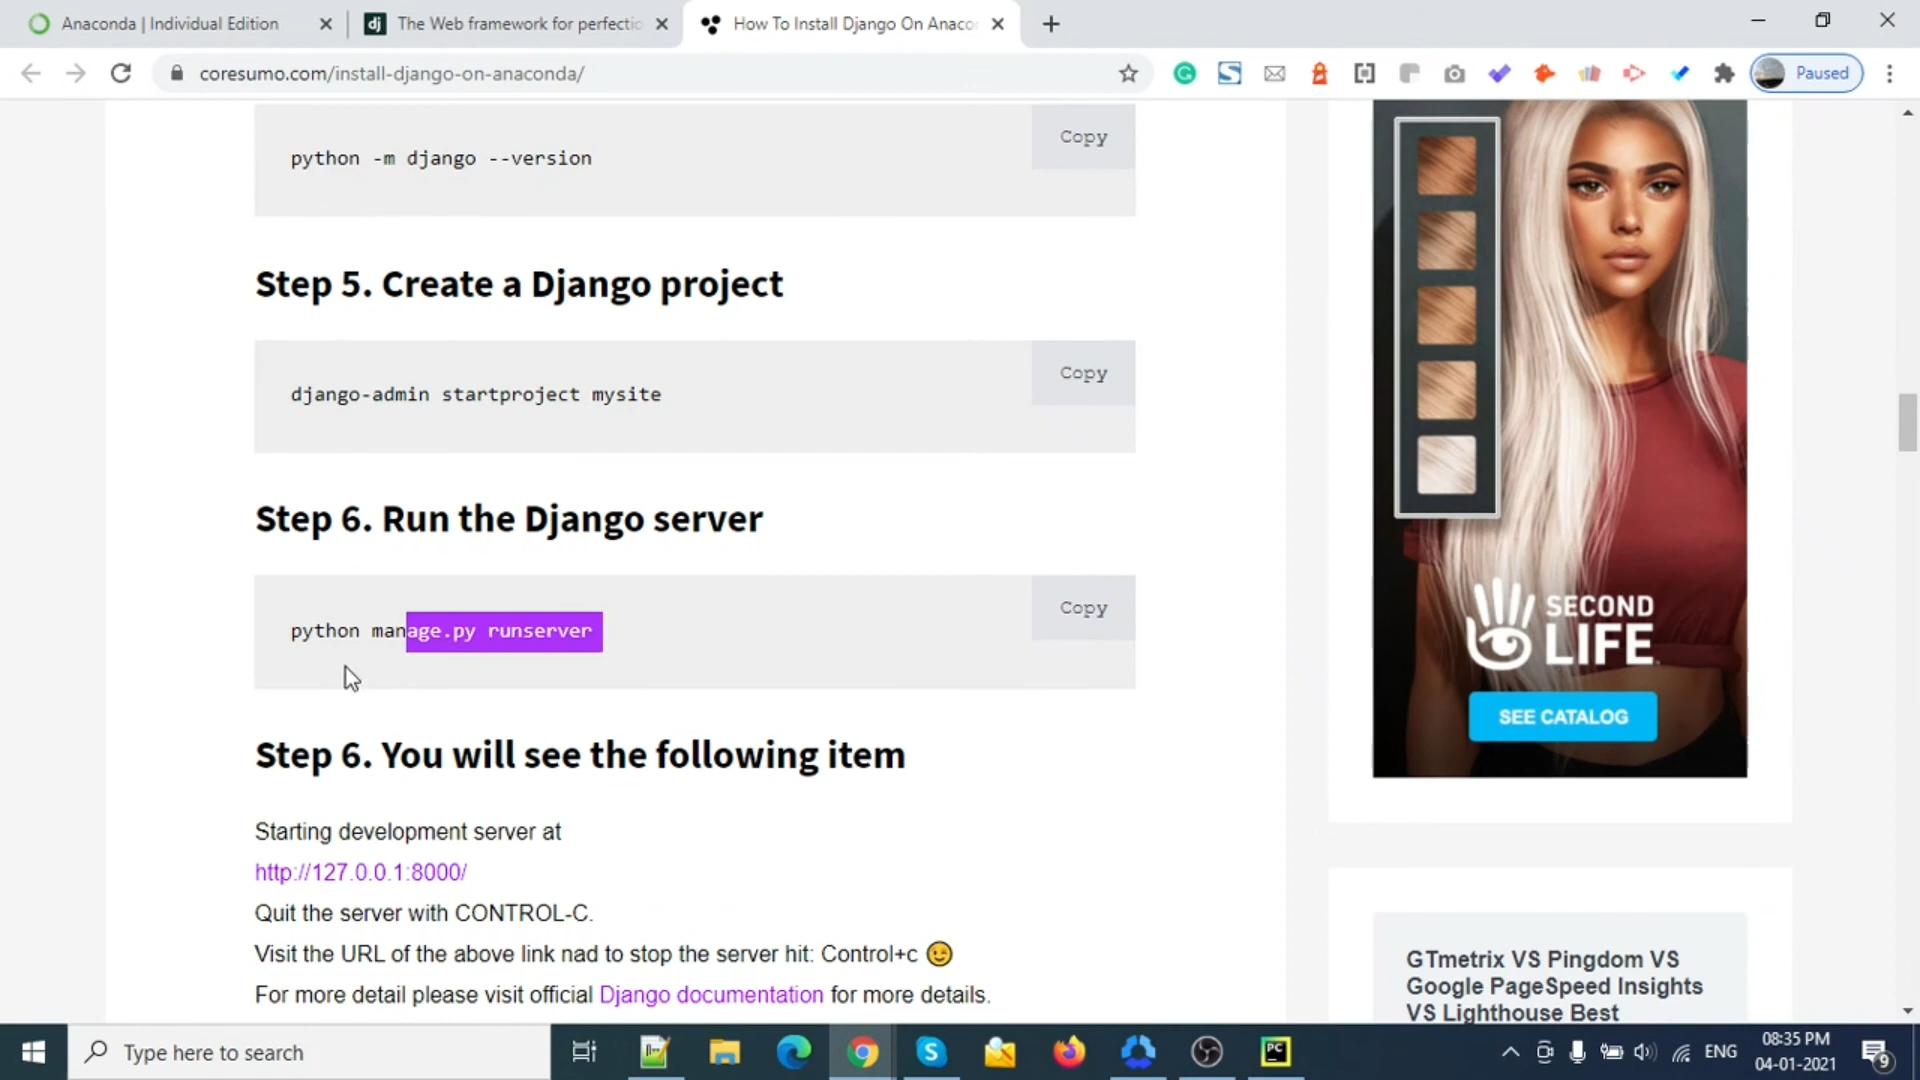 Anaconda | Individual Edition
The Web framework for perfectio
How To Install Django On Anaco
coresumo.com/install-django-on-anaconda/
Paused
Copy
python -m django --version
Step 5. Create a Django project
Copy
django-admin startproject mysite
Step 6. Run the Django server
Copy
python manage.py runserver
Step 6. You will see the following item
Starting development server at
http://127.0.0.1:8000/
Quit the server with CONTROL-C.
Visit the URL of the above link nad to stop the server hit: Control+c 😉
For more detail please visit official Django documentation for more details.
SECOND
LIFE
SEE CATALOG
GTmetrix VS Pingdom VS
Google PageSpeed Insights
VS Lighthouse Best
Type here to search
ENG
08:35 PM
04-01-2021
9